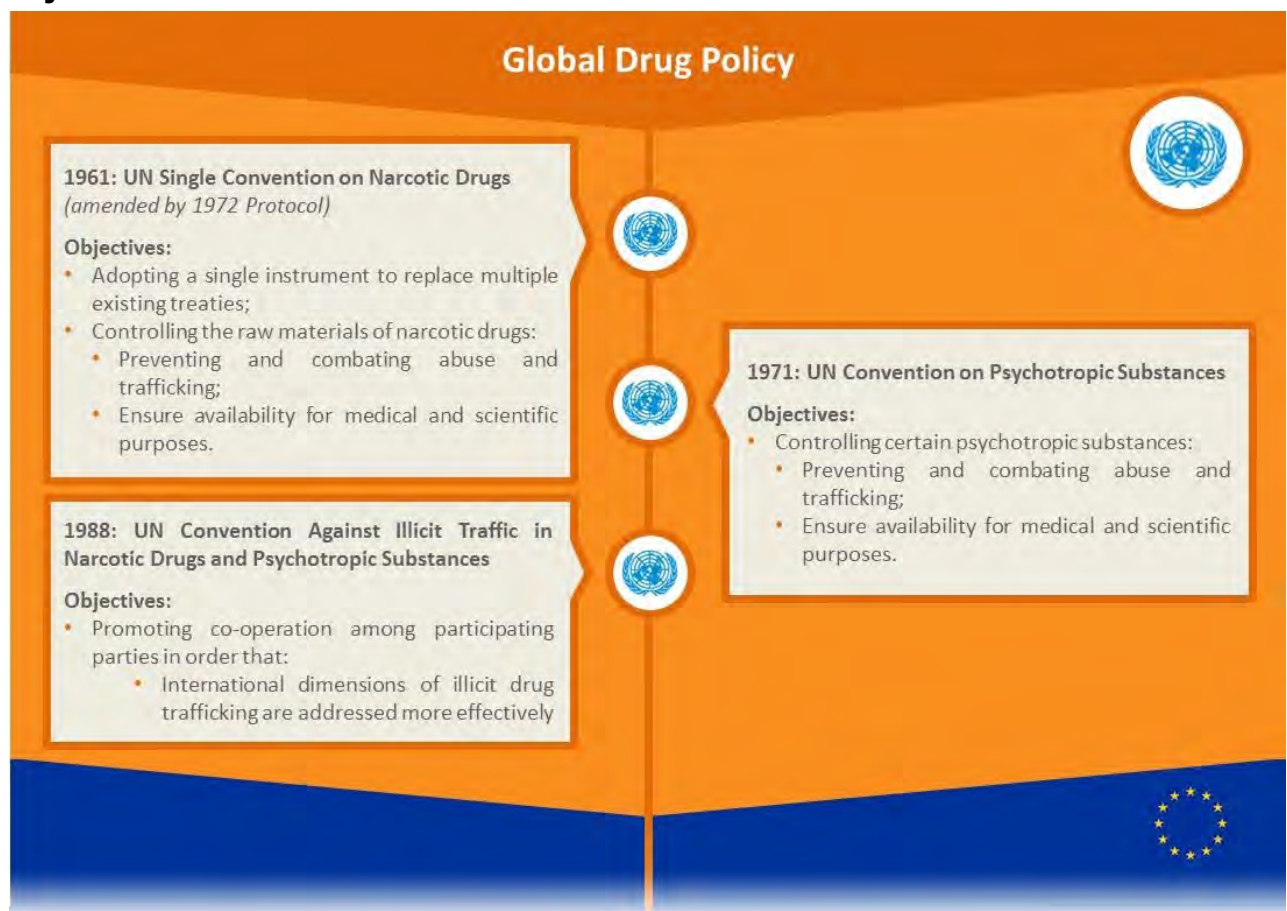 Global Drug Policy
1961: UN Single Convention on Narcotic Drugs
(amended by 1972 Protocol)
Objectives:
• Adopting a single instrument to replace multiple
existing treaties;
• Controlling the raw materials of narcotic drugs:
• Preventing and combating abuse and
trafficking;
• Ensure availability for medical and scientific
purposes.
1971: UN Convention on Psychotropic Substances
Objectives:
• Controlling certain psychotropic substances:
• Preventing and combating abuse and
trafficking;
• Ensure availability for medical and scientific
purposes.
1988: UN Convention Against Illicit Traffic in
Narcotic Drugs and Psychotropic Substances
Objectives:
• Promoting co-operation among participating
parties in order that:
• International dimensions of illicit drug
trafficking are addressed more effectively